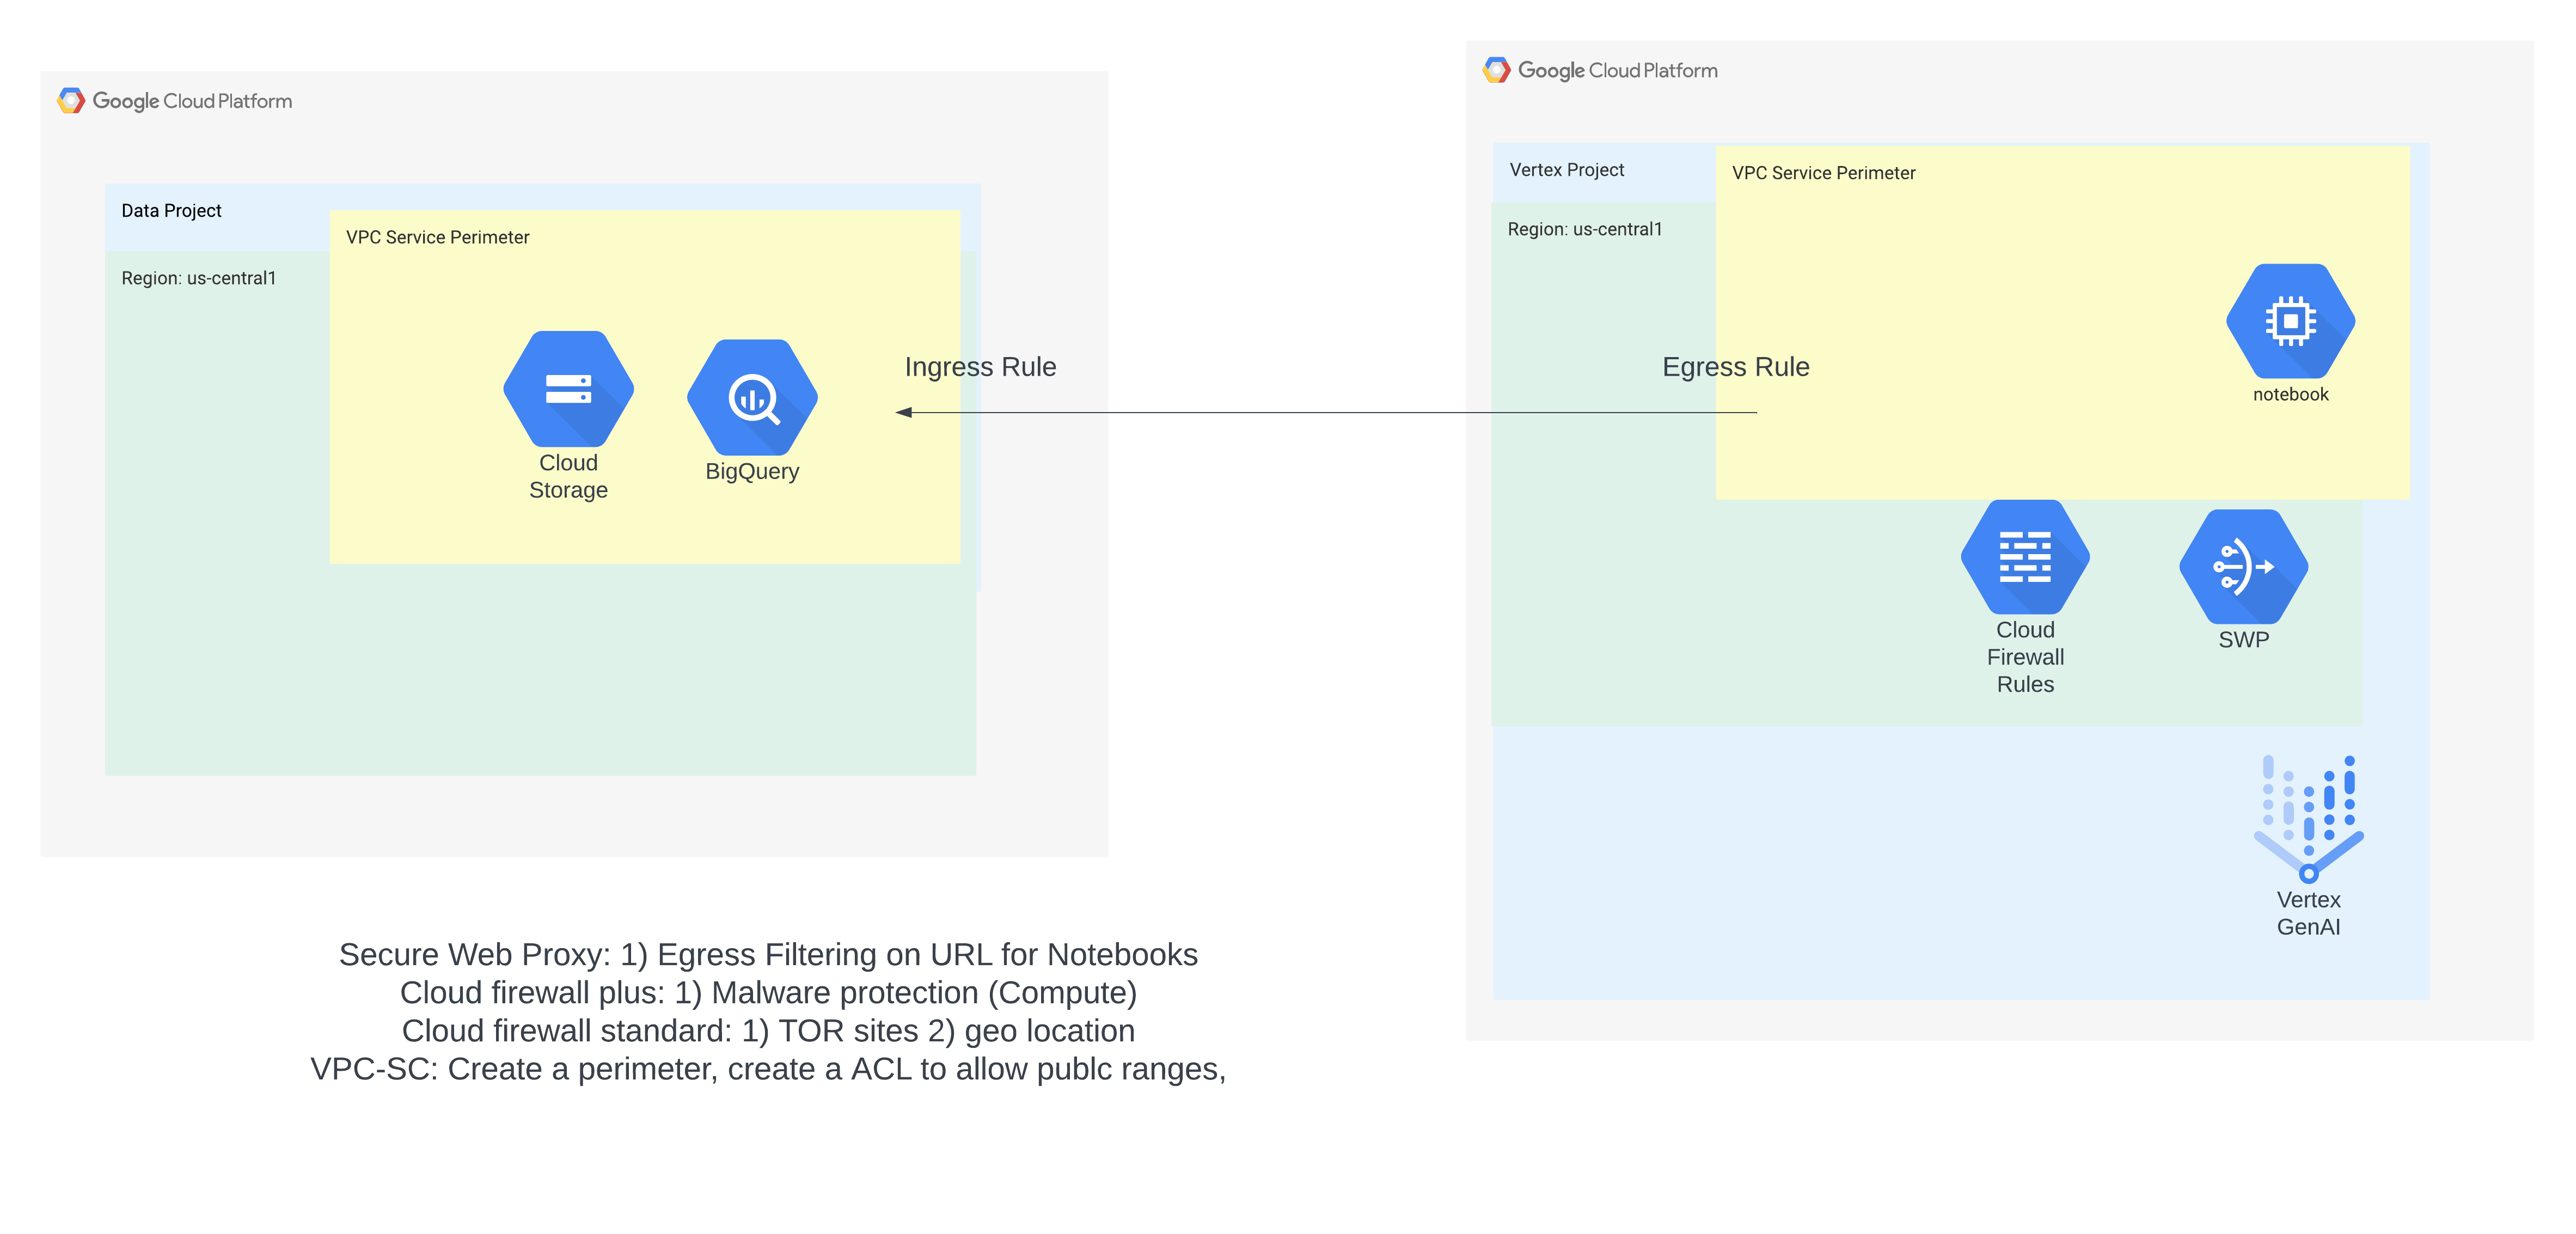 Google Cloud Platform
Data Project
VPC Service Perimeter
Region: us-central1
Cloud
Storage
BigQuery
Ingress Rule
Google Cloud Platform
Vertex Project
VPC Service Perimeter
Region: us-central1
notebook
Egress Rule
Cloud
Firewall
Rules
SWP
Vertex
GenAI
Secure Web Proxy: 1) Egress Filtering on URL for Notebooks
Cloud firewall plus: 1) Malware protection (Compute)
Cloud firewall standard: 1) TOR sites 2) geo location
VPC-SC: Create a perimeter, create a ACL to allow publc ranges,